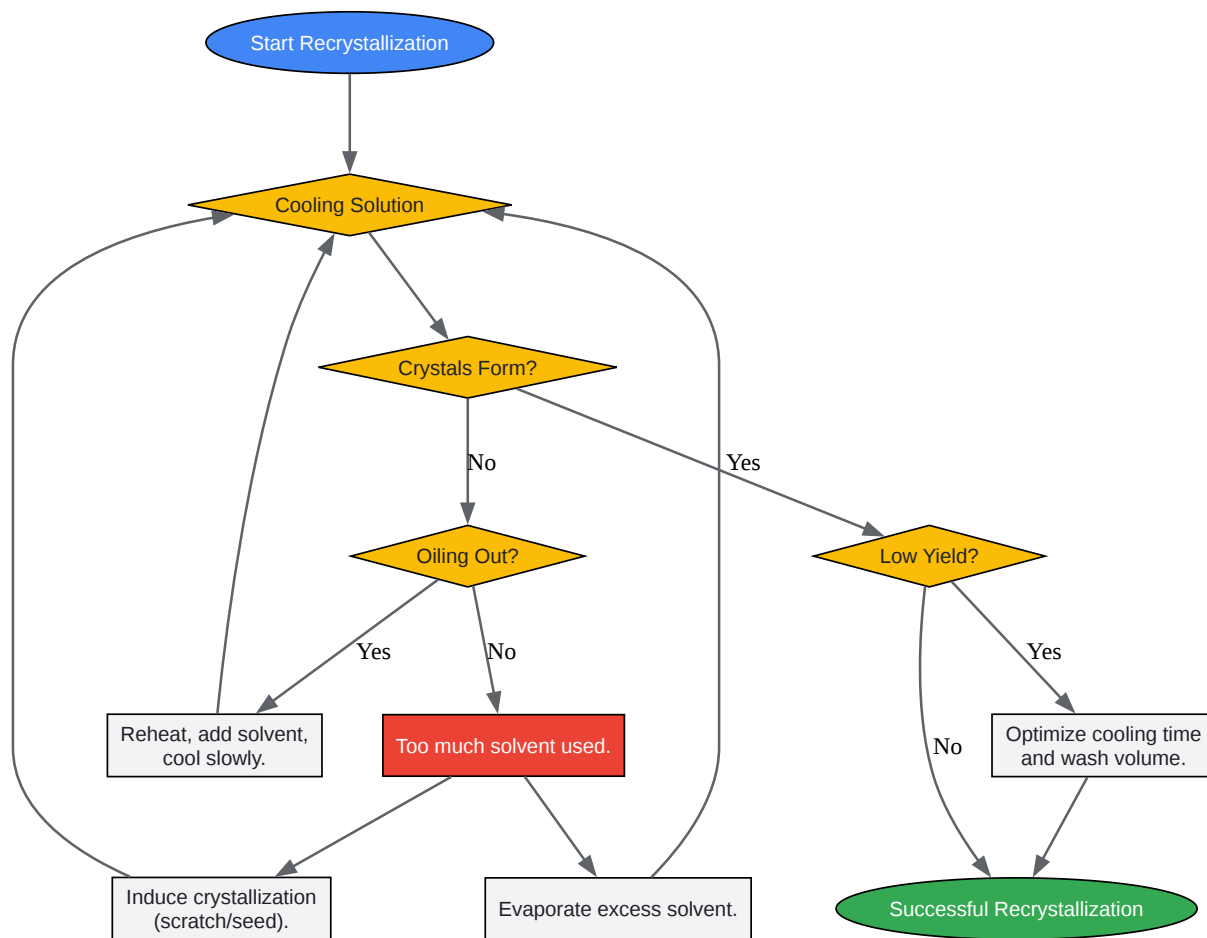 Start Recrystallization
Cooling Solution
Crystals Form?
No
Yes
Oiling Out?
Low Yield?
Yes
No
Yes
Reheat, add solvent,
cool slowly.
Too much solvent used.
No
Optimize cooling time
and wash volume.
Induce crystallization
(scratch/seed).
Evaporate excess solvent.
Successful Recrystallization